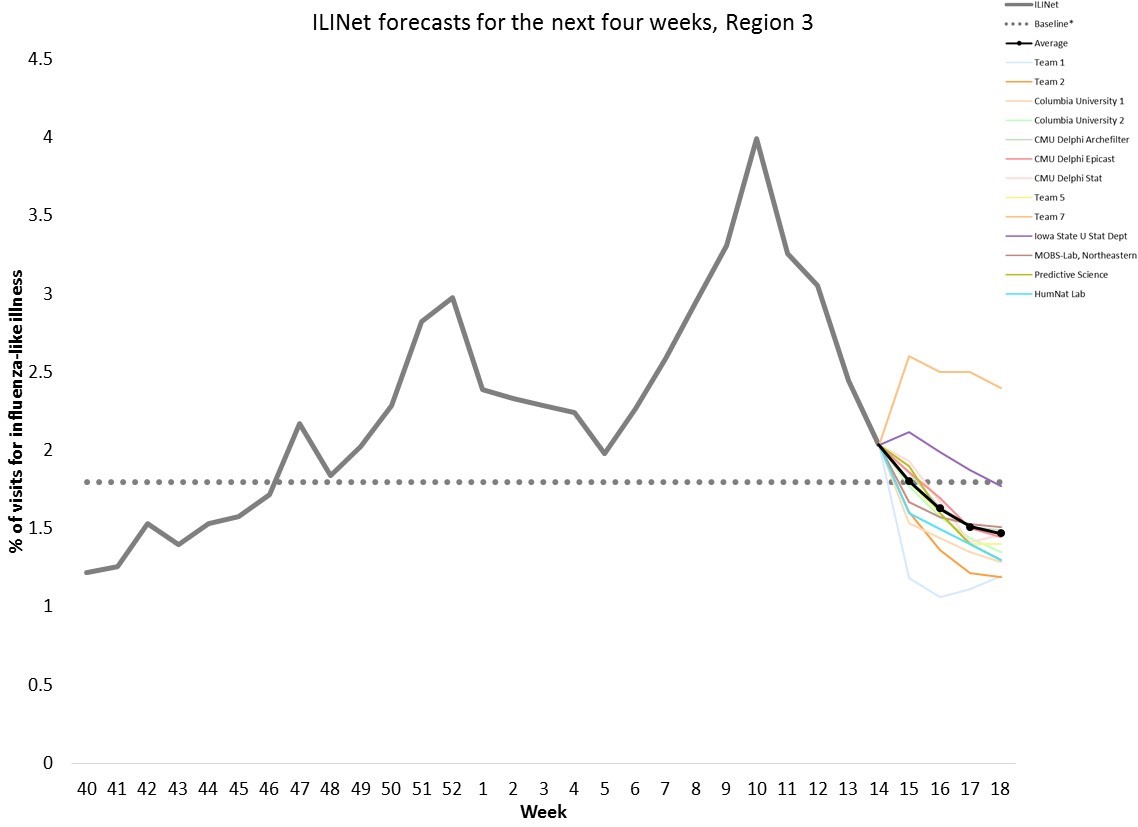 ILINet forecasts for the next four weeks, Region 3
ILINet
Baseline*
Average
Team 1
Team 2
Columbia University 1
Columbia University 2
CMU Delphi Archefilter
CMU Delphi Epicast
CMU Delphi Stat
Team 5
Team 7
Iowa State U Stat Dept
MOBS-Lab, Northeastern
Predictive Science
HumNat Lab
% of visits for influenza-like illness
4.5
4
3.5
3
2.5
2
1.5
1
0.5
0
40 41 42 43 44 45 46 47 48 49 50 51 52 1 2 3 4 5 6 7 8 9 10 11 12 13 14 15 16 17 18
Week